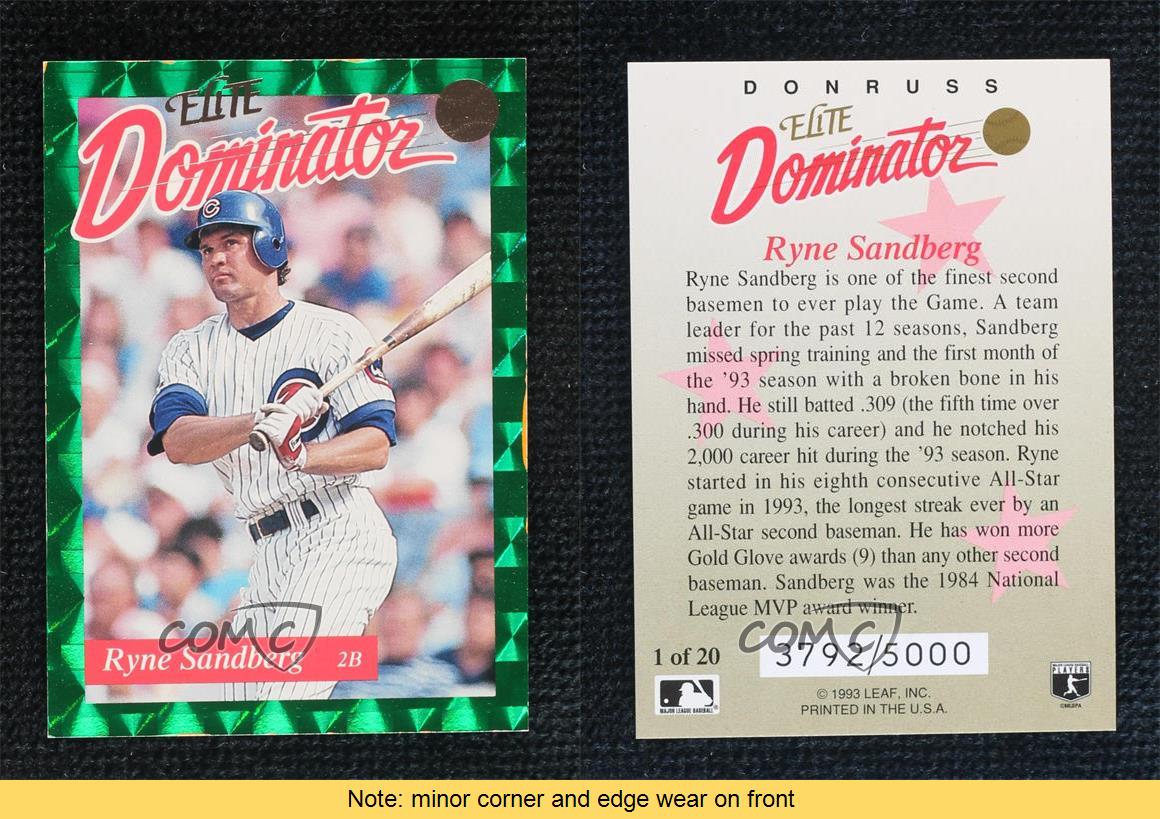 ELITE
Dominator
C
Ryne Sandberg 2B
COMC
DONRUSS
ELITE
Dominator
Ryne Sandberg
Ryne Sandberg is one of the finest second
basemen to ever play the Game. A team
leader for the past 12 seasons, Sandberg
missed spring training and the first month of
the '93 season with a broken bone in his
hand. He still batted .309 (the fifth time over
.300 during his career) and he notched his
2,000 career hit during the '93 season. Ryne
started in his eighth consecutive All-Star
game in 1993, the longest streak ever by an
All-Star second baseman. He has won more
Gold Glove awards (9) than any other second
baseman. Sandberg was the 1984 National
League MVP award winner.
COMC
1 of 20 3792/5000
MAJOR LEAGUE BASEBALL
© 1993 LEAF, INC.
PRINTED IN THE U.S.A.
PLAYERS
©MLBPA
Note: minor corner and edge wear on front